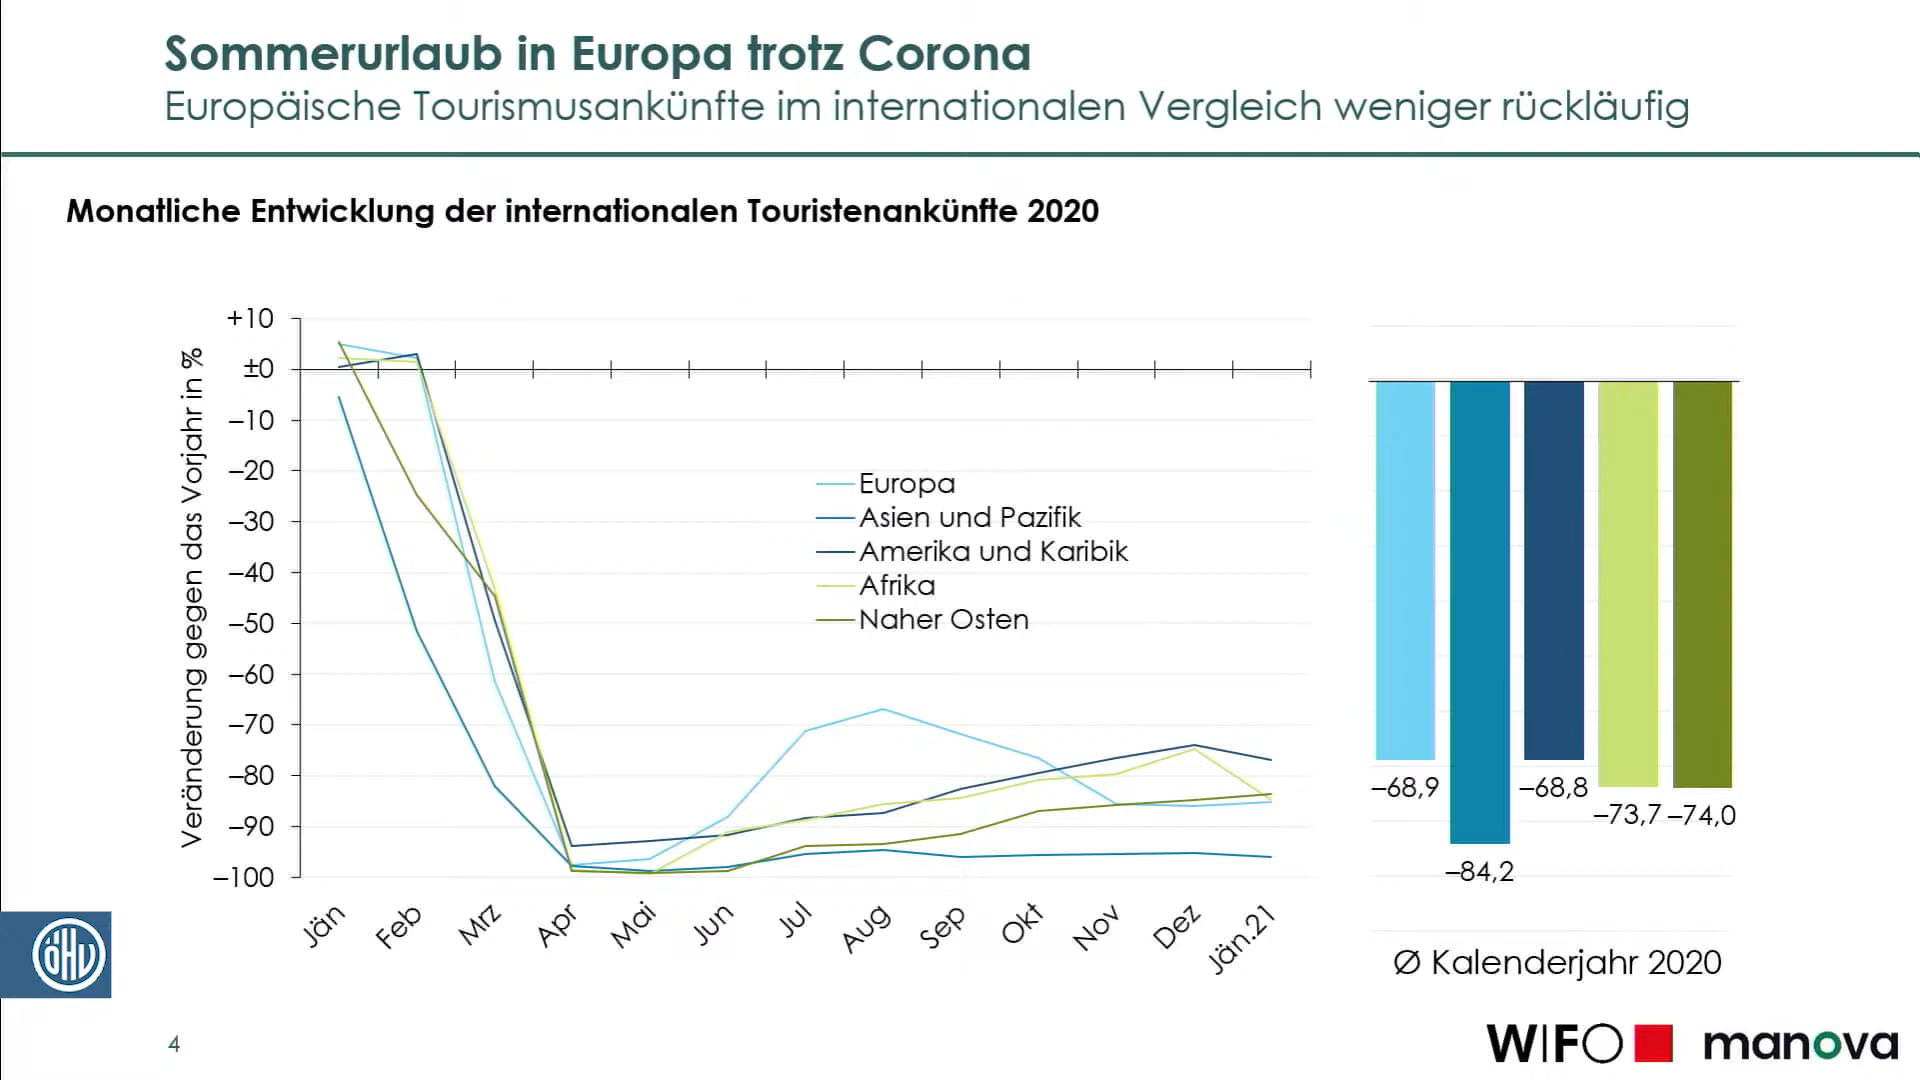 Sommerurlaub in Europa trotz Corona
Europäische Tourismusankünfte im internationalen Vergleich weniger rückläufig
Monatliche Entwicklung der internationalen Touristenankünfte 2020
Veränderung gegen das Vorjahr in %
+10
±0
–10
–20
–30
–40
–50
–60
–70
–80
–90
–100
Europa
Asien und Pazifik
Amerika und Karibik
Afrika
Naher Osten
Jän Feb Mrz Apr Mai Jun Jul Aug Sep Okt Nov Dez Jän.21
–68,9 –68,8
–73,7 –74,0
–84,2
Ø Kalenderjahr 2020
ÖHV
4
WIFO manova